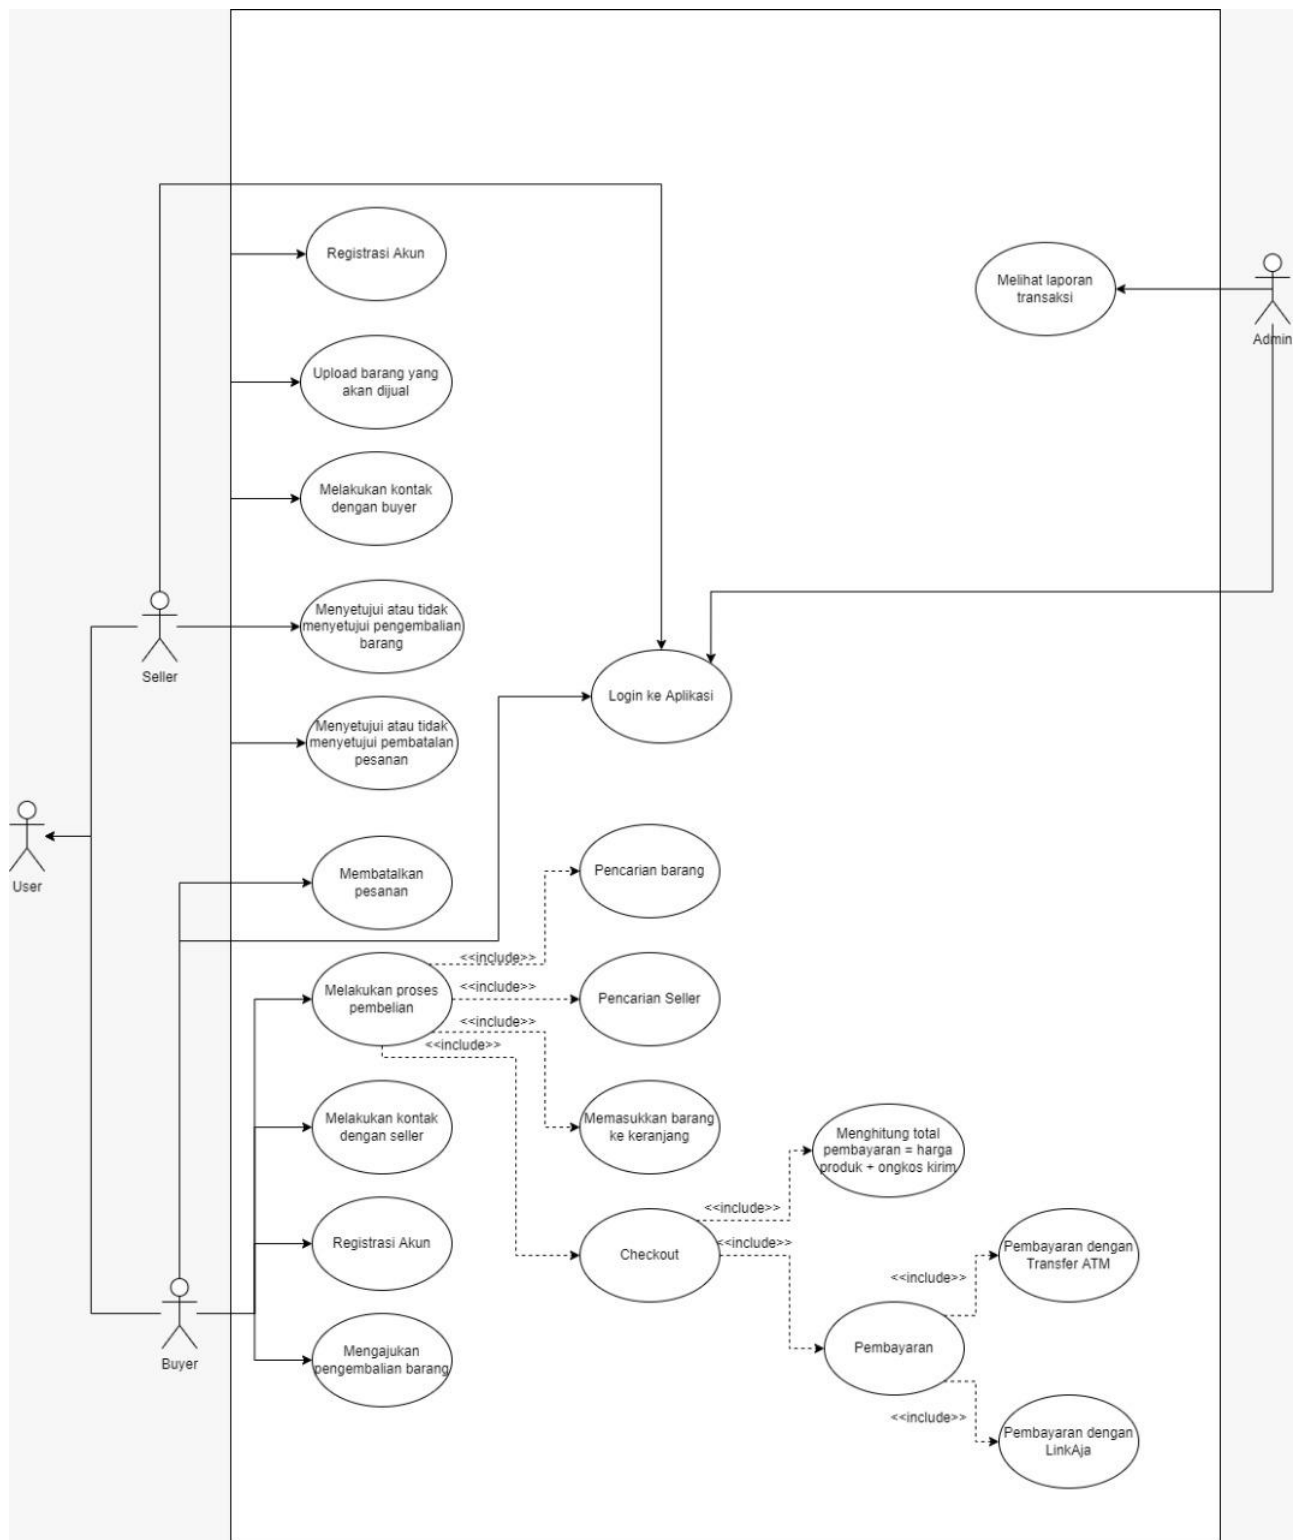 Registrasi Akun
Melihat laporan
transaksi
Admin
Upload barang yang
akan dijual
Melakukan kontak
dengan buyer
Menyetujui atau tidak
menyetujui pengembalian
barang
Seller
Login ke Aplikasi
Menyetujui atau tidak
menyetujui pembatalan
pesanan
User
Membatalkan
pesanan
Pencarian barang
<<include>>
Melakukan proses
pembelian
<<include>>
Pencarian Seller
<<include>>
<<include>>
Melakukan kontak
dengan seller
Memasukkan barang
ke keranjang
Menghitung total
pembayaran = harga
produk + ongkos kirim
<<include>>
Registrasi Akun
Checkout
<<include>>
Pembayaran dengan
Transfer ATM
<<include>>
Buyer
Mengajukan
pengembalian barang
Pembayaran
<<include>>
Pembayaran dengan
LinkAja